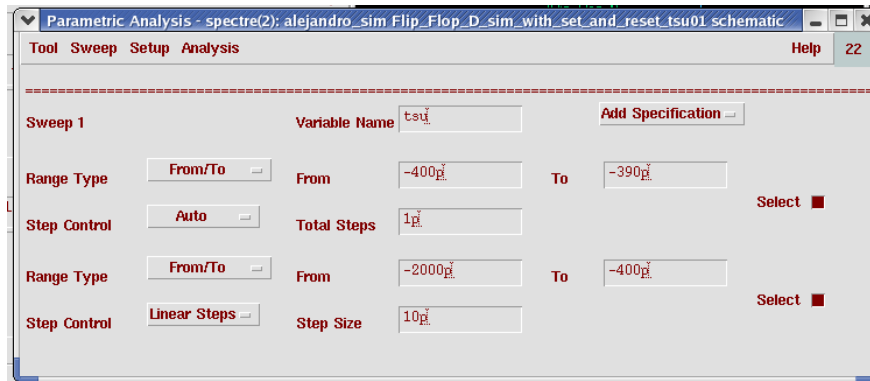 Parametric Analysis - spectre(2): alejandro_sim Flip_Flop_D_sim_with_set_and_reset_tsu01 schematic
Tool Sweep Setup Analysis Help 22
Sweep 1 Variable Name tsu Add Specification
Range Type From/To From -400p To -390p
Select
Step Control Auto Total Steps 1p
Range Type From/To From -2000p To -400p
Select
Step Control Linear Steps Step Size 10p